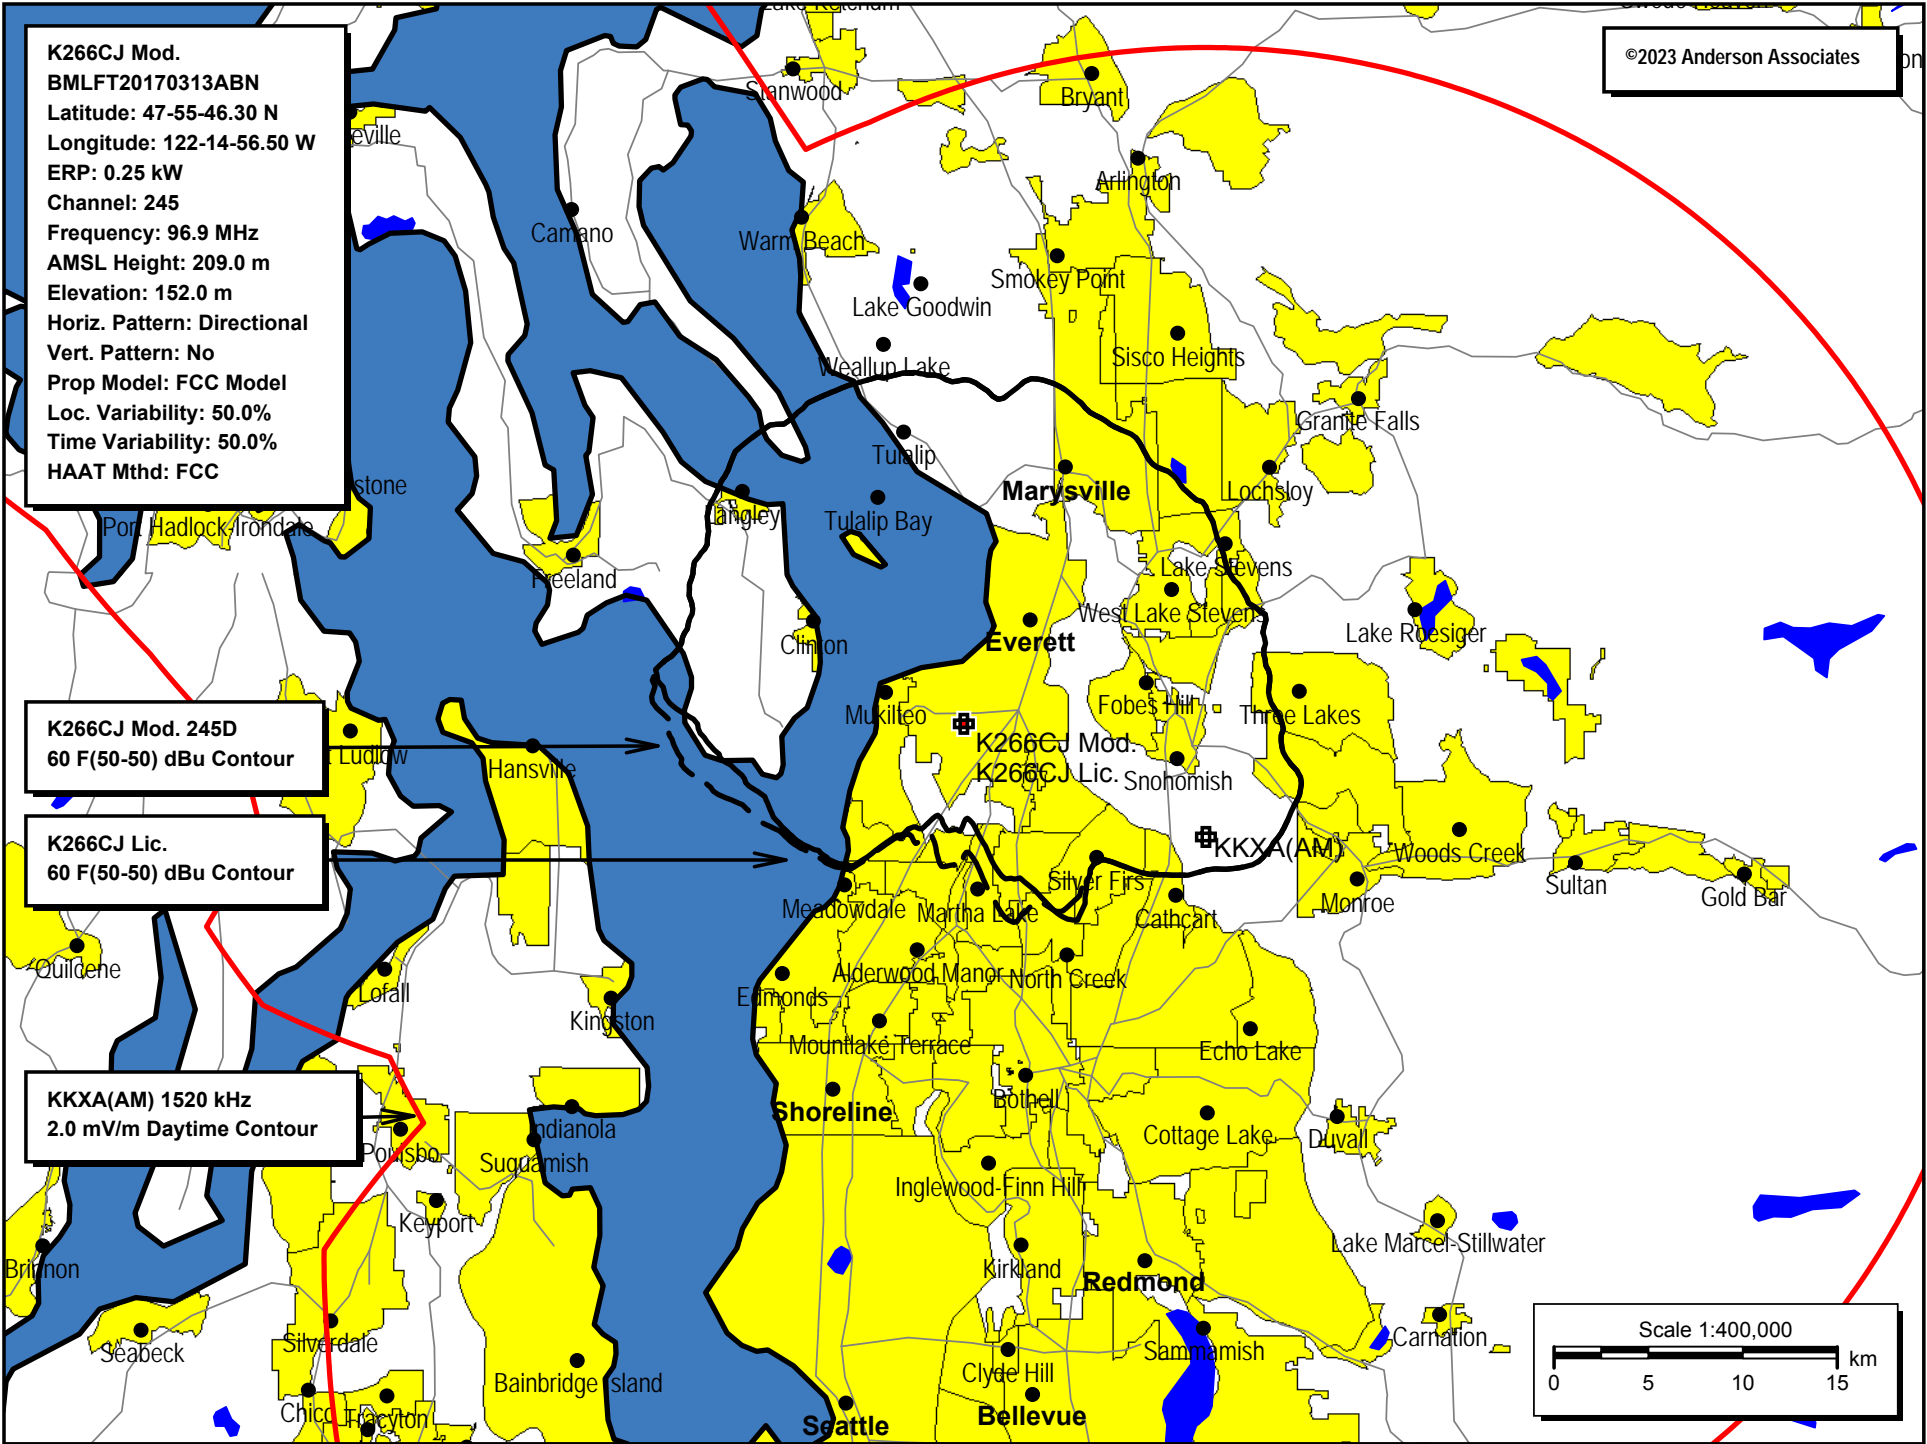 K266CJ Mod.
BMLFT20170313ABN
Latitude: 47-55-46.30 N
Longitude: 122-14-56.50 W
ERP: 0.25 kW
Channel: 245
Frequency: 96.9 MHz
AMSL Height: 209.0 m
Elevation: 152.0 m
Horiz. Pattern: Directional
Vert. Pattern: No
Prop Model: FCC Model
Loc. Variability: 50.0%
Time Variability: 50.0%
HAAT Mthd: FCC
©2023 Anderson Associates
Stanwood
Bryant
eville
Arlington
Camano
Warm Beach
Smokey Point
Lake Goodwin
Sisco Heights
Weallup Lake
Granite Falls
Tulalip
stone
Marysville
Lochsloy
Port Hadlock-Irondale
Langley
Tulalip Bay
Freeland
Lake Stevens
West Lake Stevens
Clinton
Everett
Lake Roesiger
Mukilteo
Fobes Hill
Three Lakes
K266CJ Mod. 245D
60 F(50-50) dBu Contour
Ludlow
Hansville
K266CJ Mod.
K266CJ Lic.
Snohomish
K266CJ Lic.
60 F(50-50) dBu Contour
KKXA(AM)
Woods Creek
Silver Firs
Sultan
Gold Bar
Meadowdale
Martha Lake
Cathcart
Monroe
Quilcene
Lofall
Alderwood Manor
North Creek
Edmonds
Kingston
Mountlake Terrace
Echo Lake
KKXA(AM) 1520 kHz
2.0 mV/m Daytime Contour
Bothell
Shoreline
Indianola
Cottage Lake
Duvall
Poulsbo
Suquamish
Inglewood-Finn Hill
Keyport
Lake Marcel-Stillwater
Brinnon
Kirkland
Redmond
Silverdale
Seabeck
Sammamish
Carnation
Clyde Hill
Bainbridge Island
Chico
Tracyton
Seattle
Bellevue
Scale 1:400,000
km
0 5 10 15